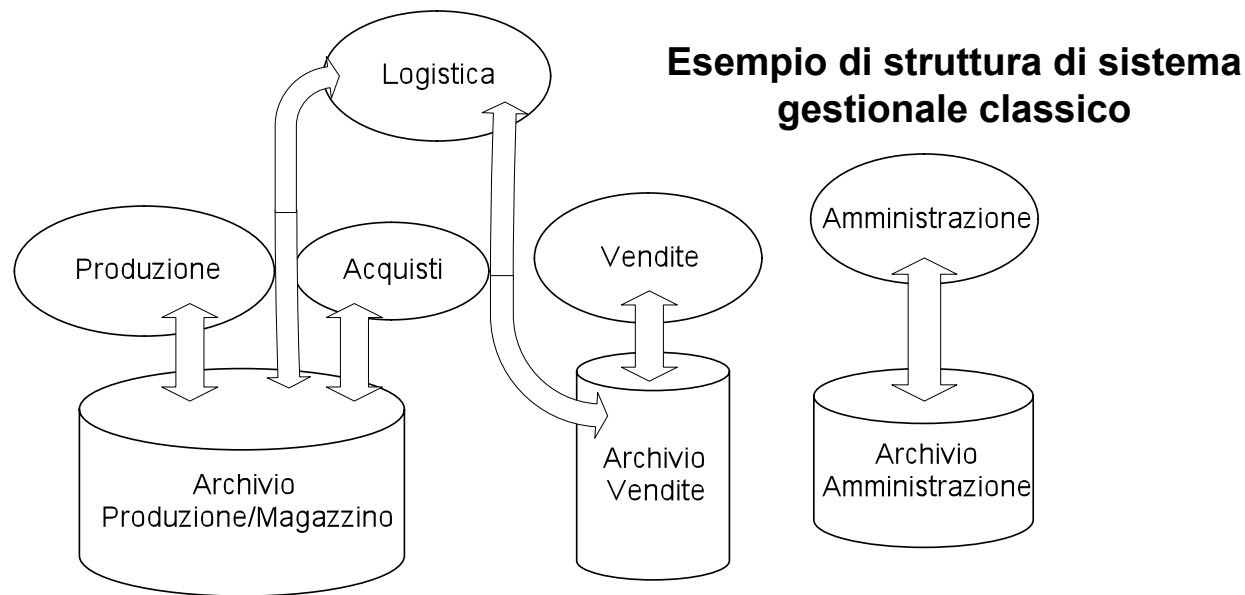 Esempio di struttura di sistema
gestionale classico
Logistica
Produzione
Acquisti
Vendite
Amministrazione
Archivio
Produzione/Magazzino
Archivio
Vendite
Archivio
Amministrazione